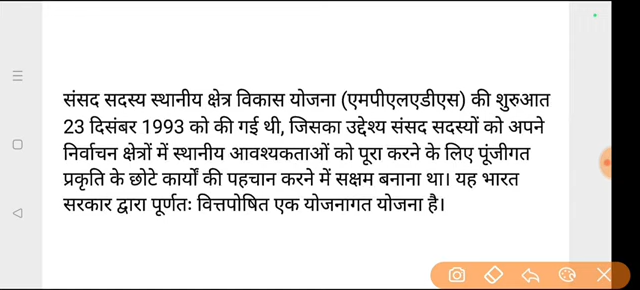 संसद सदस्य स्थानीय क्षेत्र विकास योजना (एमपीएलएडीएस) की शुरुआत
23 दिसंबर 1993 को की गई थी, जिसका उद्देश्य संसद सदस्यों को अपने
निर्वाचन क्षेत्रों में स्थानीय आवश्यकताओं को पूरा करने के लिए पूंजीगत
प्रकृति के छोटे कार्यों की पहचान करने में सक्षम बनाना था। यह भारत
सरकार द्वारा पूर्णतः वित्तपोषित एक योजनागत योजना है।